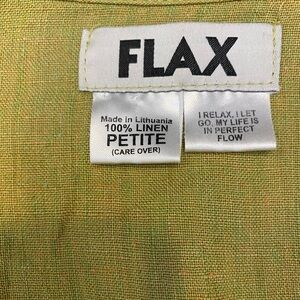 FLAX
Made in Lithuania
100% LINEN
PETITE
(CARE OVER)
I RELAX, I LET
GO, MY LIFE IS
IN PERFECT
FLOW